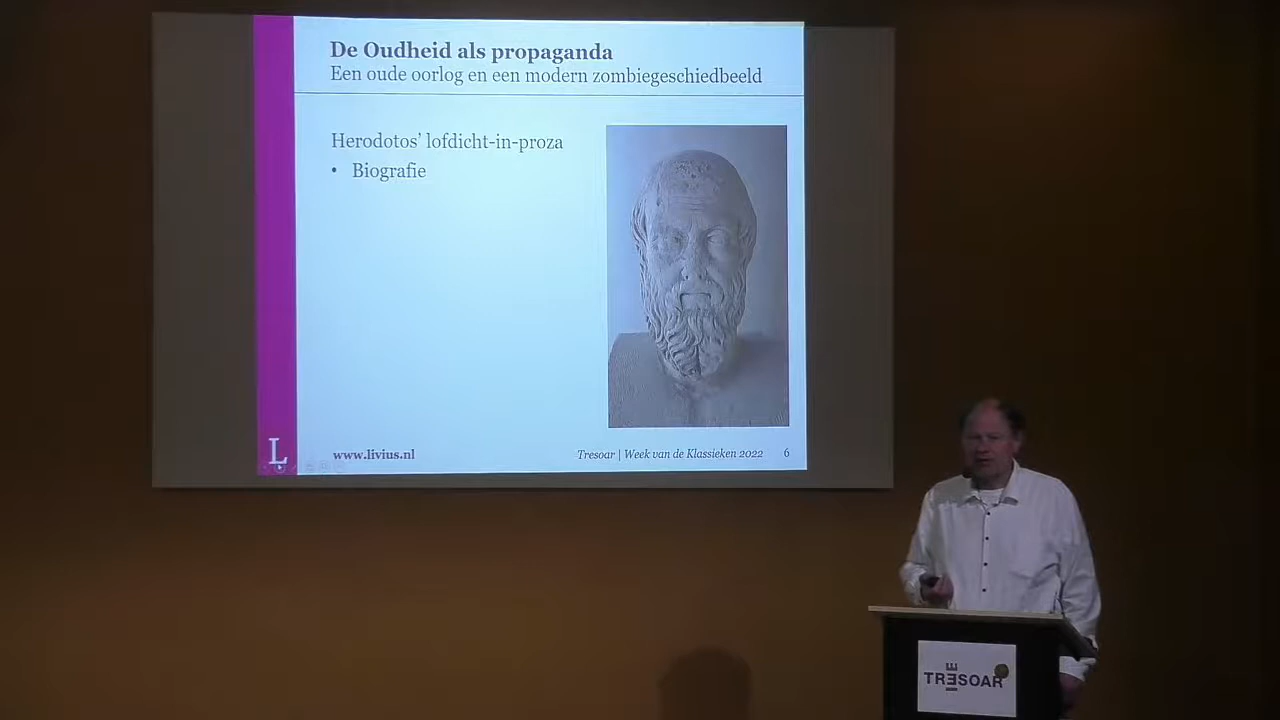 De Oudheid als propaganda
Een oude oorlog en een modern zombiegeschiedbeeld
Herodotos’ lofdicht-in-proza
• Biografie
L
www.livius.nl
Tresoar | Week van de Klassieken 2022
6
TRESOAR